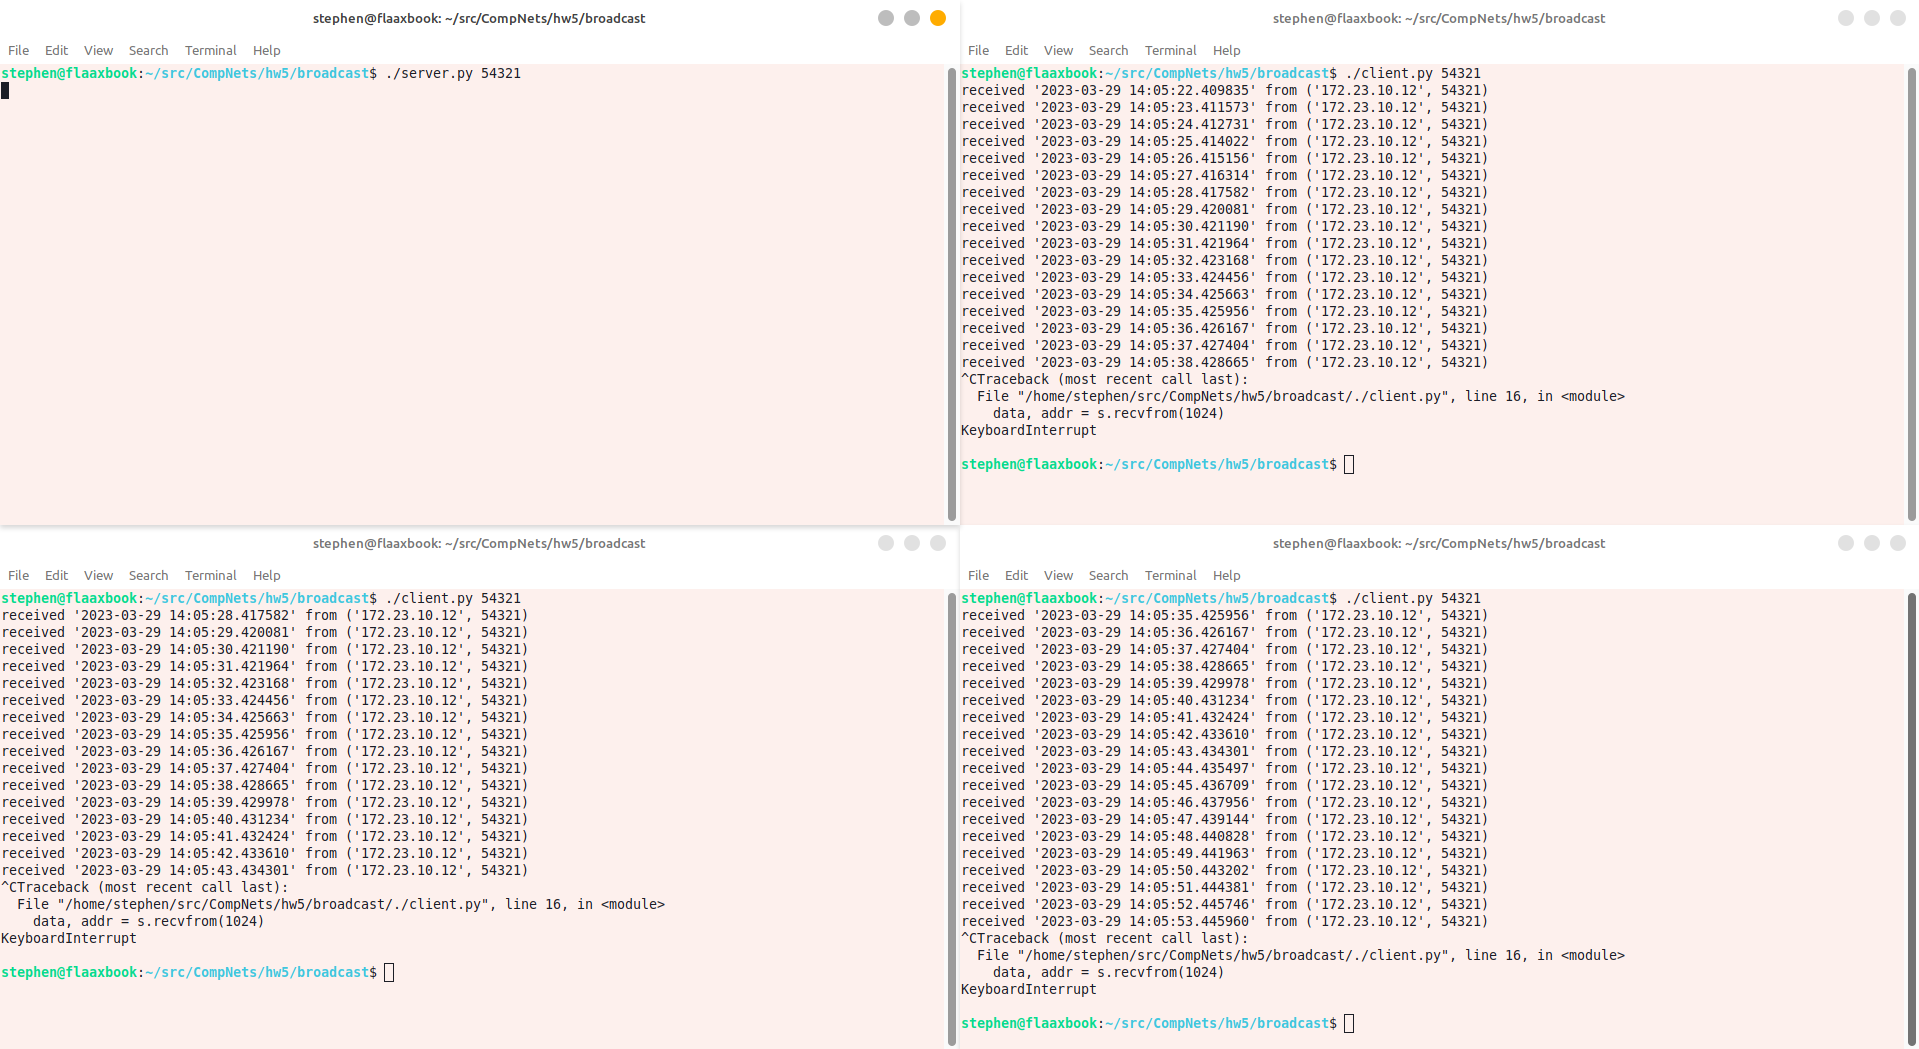 stephen@flaaxbook: ~/src/CompNets/hw5/broadcast
File Edit View Search Terminal Help
stephen@flaaxbook:~/src/CompNets/hw5/broadcast$ ./server.py 54321
stephen@flaaxbook: ~/src/CompNets/hw5/broadcast
File Edit View Search Terminal Help
stephen@flaaxbook:~/src/CompNets/hw5/broadcast$ ./client.py 54321
received '2023-03-29 14:05:22.409835' from ('172.23.10.12', 54321)
received '2023-03-29 14:05:23.411573' from ('172.23.10.12', 54321)
received '2023-03-29 14:05:24.412731' from ('172.23.10.12', 54321)
received '2023-03-29 14:05:25.414022' from ('172.23.10.12', 54321)
received '2023-03-29 14:05:26.415156' from ('172.23.10.12', 54321)
received '2023-03-29 14:05:27.416314' from ('172.23.10.12', 54321)
received '2023-03-29 14:05:28.417582' from ('172.23.10.12', 54321)
received '2023-03-29 14:05:29.420081' from ('172.23.10.12', 54321)
received '2023-03-29 14:05:30.421190' from ('172.23.10.12', 54321)
received '2023-03-29 14:05:31.421964' from ('172.23.10.12', 54321)
received '2023-03-29 14:05:32.423168' from ('172.23.10.12', 54321)
received '2023-03-29 14:05:33.424456' from ('172.23.10.12', 54321)
received '2023-03-29 14:05:34.425663' from ('172.23.10.12', 54321)
received '2023-03-29 14:05:35.425956' from ('172.23.10.12', 54321)
received '2023-03-29 14:05:36.426167' from ('172.23.10.12', 54321)
received '2023-03-29 14:05:37.427404' from ('172.23.10.12', 54321)
received '2023-03-29 14:05:38.428665' from ('172.23.10.12', 54321)
^CTraceback (most recent call last):
  File "/home/stephen/src/CompNets/hw5/broadcast/./client.py", line 16, in <module>
    data, addr = s.recvfrom(1024)
KeyboardInterrupt
stephen@flaaxbook:~/src/CompNets/hw5/broadcast$
stephen@flaaxbook: ~/src/CompNets/hw5/broadcast
File Edit View Search Terminal Help
stephen@flaaxbook:~/src/CompNets/hw5/broadcast$ ./client.py 54321
received '2023-03-29 14:05:28.417582' from ('172.23.10.12', 54321)
received '2023-03-29 14:05:29.420081' from ('172.23.10.12', 54321)
received '2023-03-29 14:05:30.421190' from ('172.23.10.12', 54321)
received '2023-03-29 14:05:31.421964' from ('172.23.10.12', 54321)
received '2023-03-29 14:05:32.423168' from ('172.23.10.12', 54321)
received '2023-03-29 14:05:33.424456' from ('172.23.10.12', 54321)
received '2023-03-29 14:05:34.425663' from ('172.23.10.12', 54321)
received '2023-03-29 14:05:35.425956' from ('172.23.10.12', 54321)
received '2023-03-29 14:05:36.426167' from ('172.23.10.12', 54321)
received '2023-03-29 14:05:37.427404' from ('172.23.10.12', 54321)
received '2023-03-29 14:05:38.428665' from ('172.23.10.12', 54321)
received '2023-03-29 14:05:39.429978' from ('172.23.10.12', 54321)
received '2023-03-29 14:05:40.431234' from ('172.23.10.12', 54321)
received '2023-03-29 14:05:41.432424' from ('172.23.10.12', 54321)
received '2023-03-29 14:05:42.433610' from ('172.23.10.12', 54321)
received '2023-03-29 14:05:43.434301' from ('172.23.10.12', 54321)
^CTraceback (most recent call last):
  File "/home/stephen/src/CompNets/hw5/broadcast/./client.py", line 16, in <module>
    data, addr = s.recvfrom(1024)
KeyboardInterrupt
stephen@flaaxbook:~/src/CompNets/hw5/broadcast$
stephen@flaaxbook: ~/src/CompNets/hw5/broadcast
File Edit View Search Terminal Help
stephen@flaaxbook:~/src/CompNets/hw5/broadcast$ ./client.py 54321
received '2023-03-29 14:05:35.425956' from ('172.23.10.12', 54321)
received '2023-03-29 14:05:36.426167' from ('172.23.10.12', 54321)
received '2023-03-29 14:05:37.427404' from ('172.23.10.12', 54321)
received '2023-03-29 14:05:38.428665' from ('172.23.10.12', 54321)
received '2023-03-29 14:05:39.429978' from ('172.23.10.12', 54321)
received '2023-03-29 14:05:40.431234' from ('172.23.10.12', 54321)
received '2023-03-29 14:05:41.432424' from ('172.23.10.12', 54321)
received '2023-03-29 14:05:42.433610' from ('172.23.10.12', 54321)
received '2023-03-29 14:05:43.434301' from ('172.23.10.12', 54321)
received '2023-03-29 14:05:44.435497' from ('172.23.10.12', 54321)
received '2023-03-29 14:05:45.436709' from ('172.23.10.12', 54321)
received '2023-03-29 14:05:46.437956' from ('172.23.10.12', 54321)
received '2023-03-29 14:05:47.439144' from ('172.23.10.12', 54321)
received '2023-03-29 14:05:48.440828' from ('172.23.10.12', 54321)
received '2023-03-29 14:05:49.441963' from ('172.23.10.12', 54321)
received '2023-03-29 14:05:50.443202' from ('172.23.10.12', 54321)
received '2023-03-29 14:05:51.444381' from ('172.23.10.12', 54321)
received '2023-03-29 14:05:52.445746' from ('172.23.10.12', 54321)
received '2023-03-29 14:05:53.445960' from ('172.23.10.12', 54321)
^CTraceback (most recent call last):
  File "/home/stephen/src/CompNets/hw5/broadcast/./client.py", line 16, in <module>
    data, addr = s.recvfrom(1024)
KeyboardInterrupt
stephen@flaaxbook:~/src/CompNets/hw5/broadcast$